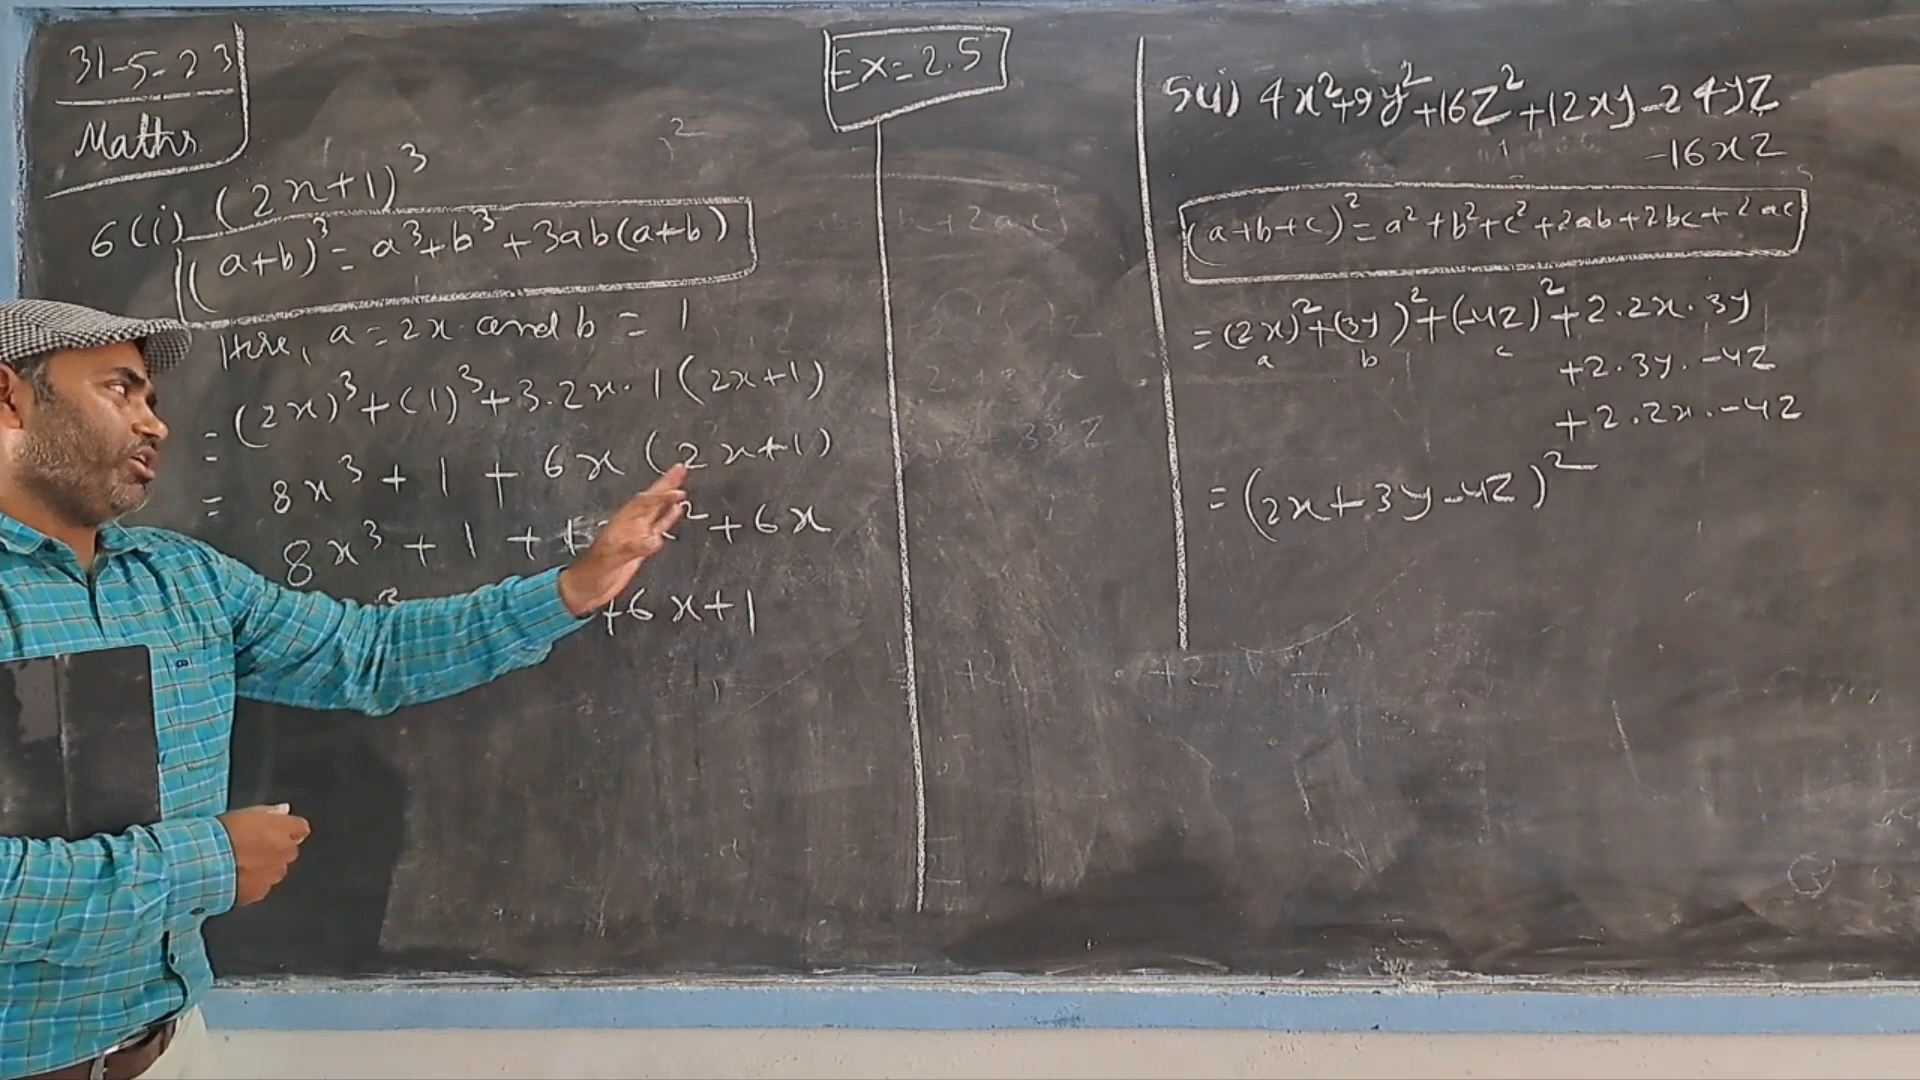 31-5-23
Maths
Ex=2.5
6(i) (2x+1)³
(a+b)³ = a³+b³+3ab(a+b)
Here, a=2x and b=1
=(2x)³+(1)³+3.2x.1(2x+1)
= 8x³+1+6x(2x+1)
8x³+1+ ²+6x
+6x+1
5(i) 4x²+9y²+16z²+12xy-24yz
-16xz
(a+b+c)²=a²+b²+c²+2ab+2bc+2ac
=(2x)²+(3y)²+(-4z)²+2.2x.3y
a b c
+2.3y.-4z
+2.2x.-4z
=(2x+3y-4z)²